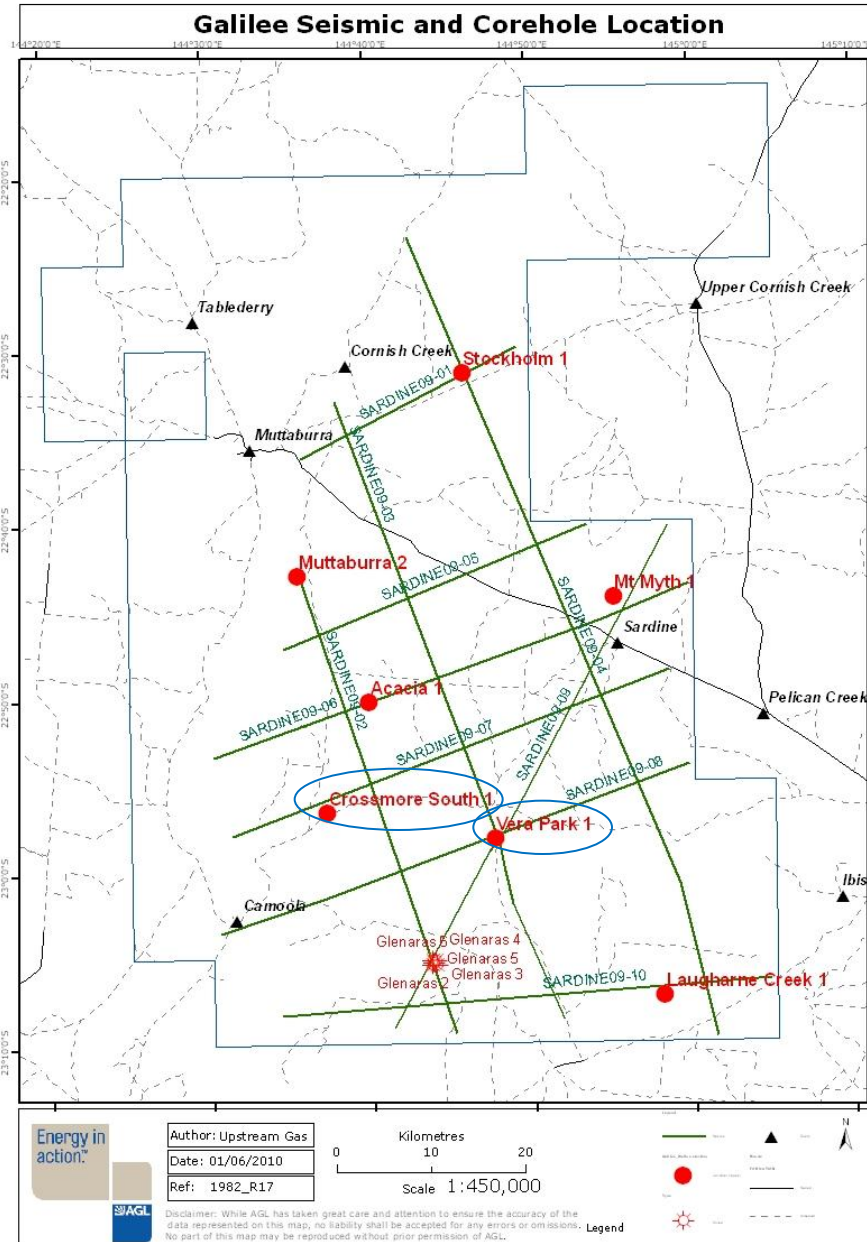 Galilee Seismic and Corehole Location
144°20'0"E
144°30'0"E
144°40'0"E
144°50'0"E
145°0'0"E
145°10'0"
22°20'0"S
22°30'0"S
22°40'0"S
22°50'0"S
23°0'0"S
23°10'0"S
Upper Cornish Creek
Tablederry
Cornish Creek
Stockholm 1
SARDINE09-01
Muttaburra
SARDINE09-03
Muttaburra 2
SARDINE09-05
Mt Myth 1
SARDINE09-04
Sardine
SARDINE09-02
Acacia 1
Pelican Creek
SARDINE09-06
SARDINE09-07
SARDINE09-09
SARDINE09-08
Crossmore South 1
Vera Park 1
Ibis
Camoola
Glenaras 4
Glenaras 5
Glenaras 3
Glenaras 2
SARDINE09-10
Laugharne Creek 1
Energy in
action.™
AGL
Author: Upstream Gas
Date: 01/06/2010
Ref: 1982_R17
Kilometres
0 10 20
Scale 1:450,000
N
Disclaimer: While AGL has taken great care and attention to ensure the accuracy of the
data represented on this map, no liability shall be accepted for any errors or omissions.
No part of this map may be reproduced without prior permission of AGL.
Legend